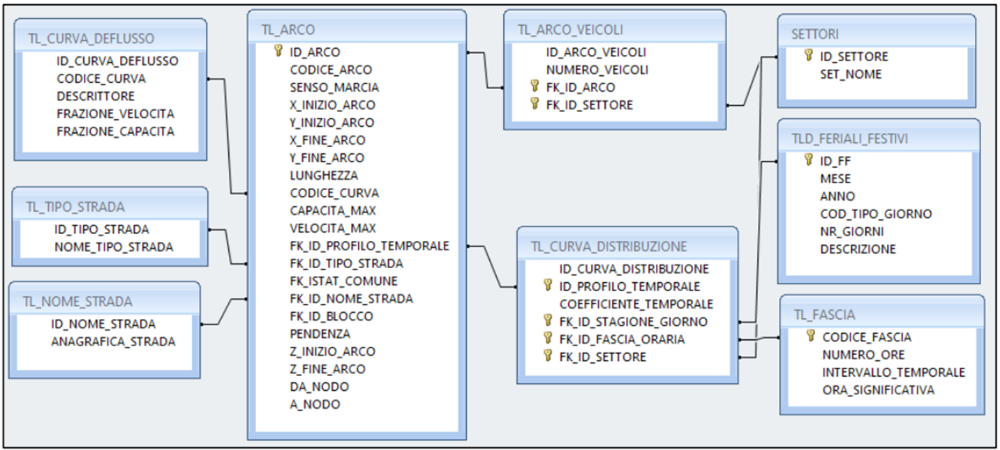 TL_CURVA_DEFLUSSO
ID_CURVA_DEFLUSSO
CODICE_CURVA
DESCRITTORE
FRAZIONE_VELOCITA
FRAZIONE_CAPACITA
TL_TIPO_STRADA
ID_TIPO_STRADA
NOME_TIPO_STRADA
TL_NOME_STRADA
ID_NOME_STRADA
ANAGRAFICA_STRADA
TL_ARCO
ID_ARCO
CODICE_ARCO
SENSO_MARCIA
X_INIZIO_ARCO
Y_INIZIO_ARCO
X_FINE_ARCO
Y_FINE_ARCO
LUNGHEZZA
CODICE_CURVA
CAPACITA_MAX
VELOCITA_MAX
FK_ID_PROFILO_TEMPORALE
FK_ID_TIPO_STRADA
FK_ISTAT_COMUNE
FK_ID_NOME_STRADA
FK_ID_BLOCCO
PENDENZA
Z_INIZIO_ARCO
Z_FINE_ARCO
DA_NODO
A_NODO
TL_ARCO_VEICOLI
ID_ARCO_VEICOLI
NUMERO_VEICOLI
FK_ID_ARCO
FK_ID_SETTORE
TL_CURVA_DISTRIBUZIONE
ID_CURVA_DISTRIBUZIONE
ID_PROFILO_TEMPORALE
COEFFICIENTE_TEMPORALE
FK_ID_STAGIONE_GIORNO
FK_ID_FASCIA_ORARIA
FK_ID_SETTORE
SETTORI
ID_SETTORE
SET_NOME
TLD_FERIALI_FESTIVI
ID_FF
MESE
ANNO
COD_TIPO_GIORNO
NR_GIORNI
DESCRIZIONE
TL_FASCIA
CODICE_FASCIA
NUMERO_ORE
INTERVALLO_TEMPORALE
ORA_SIGNIFICATIVA